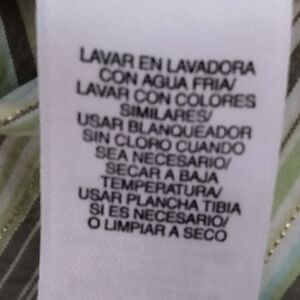 LAVAR EN LAVADORA
CON AGUA FRIA/
LAVAR CON COLORES
SIMILARES/
USAR BLANQUEADOR
SIN CLORO CUANDO
SEA NECESARIO/
SECAR A BAJA
TEMPERATURA/
USAR PLANCHA TIBIA
SI ES NECESARIO/
O LIMPIAR A SECO